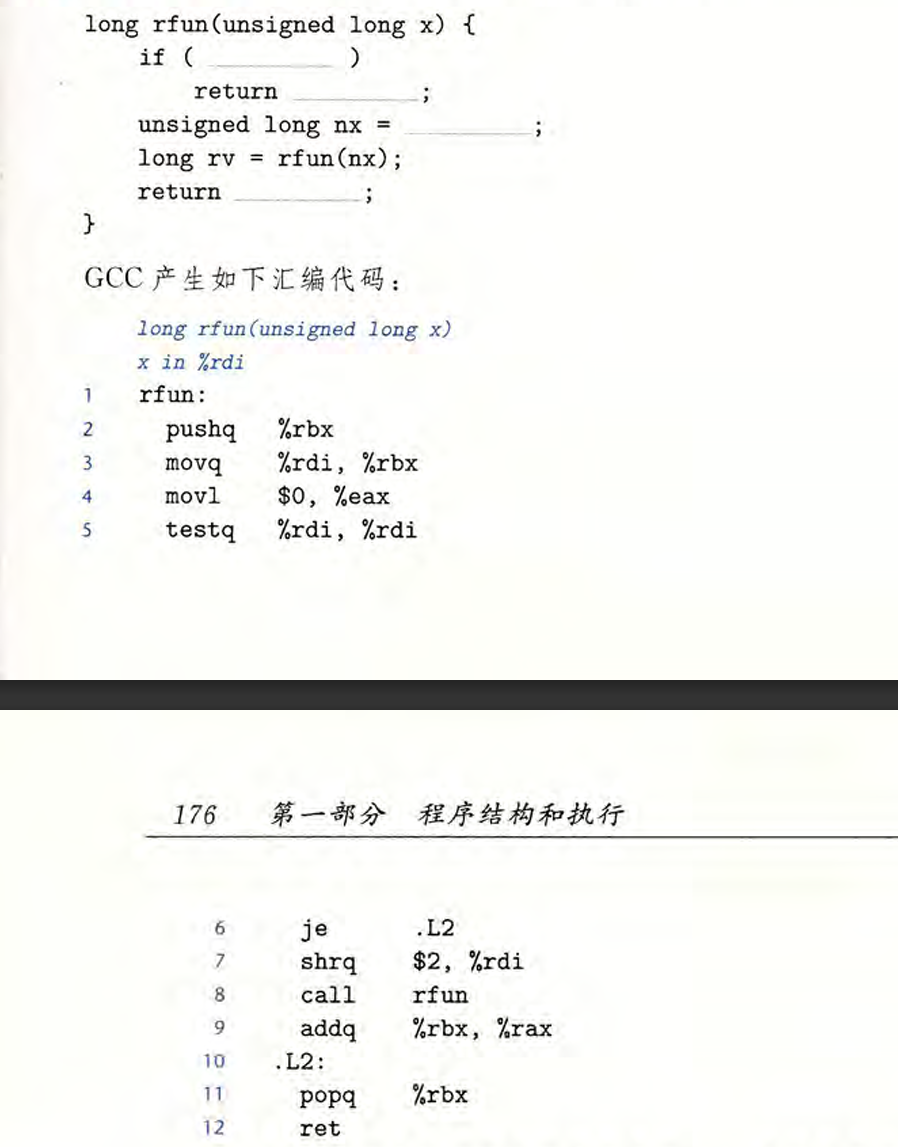 long rfun(unsigned long x) {
    if ( ________ )
        return ________;
    unsigned long nx = ________;
    long rv = rfun(nx);
    return ________;
}
GCC 产生如下汇编代码：
long rfun(unsigned long x)
x in %rdi
1 rfun:
2 pushq %rbx
3 movq %rdi, %rbx
4 movl $0, %eax
5 testq %rdi, %rdi
176 第一部分 程序结构和执行
6 je .L2
7 shrq $2, %rdi
8 call rfun
9 addq %rbx, %rax
10 .L2:
11 popq %rbx
12 ret